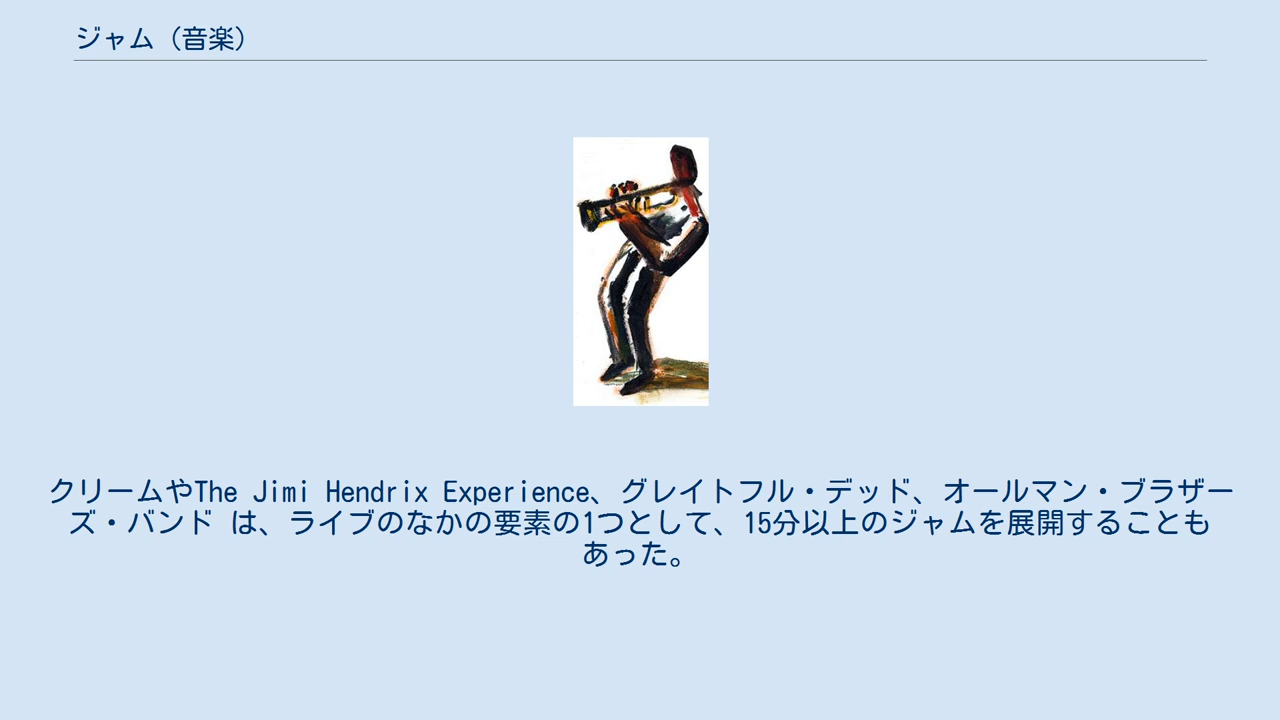 ジャム（音楽）
クリームやThe Jimi Hendrix Experience、グレイトフル・デッド、オールマン・ブラザー
ズ・バンド は、ライブのなかの要素の1つとして、15分以上のジャムを展開することも
あった。